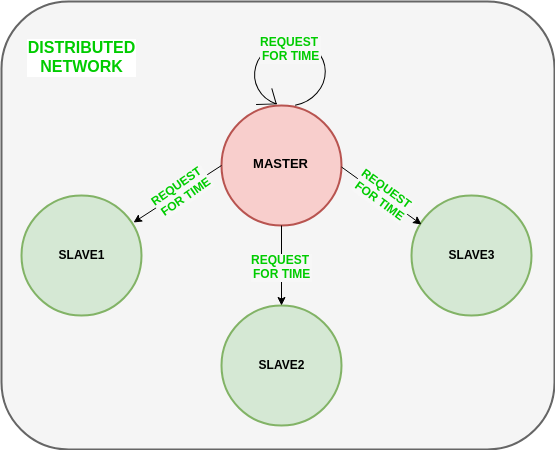 DISTRIBUTED
NETWORK
REQUEST
FOR TIME
MASTER
REQUEST
FOR TIME
REQUEST
FOR TIME
SLAVE1
REQUEST
FOR TIME
SLAVE3
SLAVE2